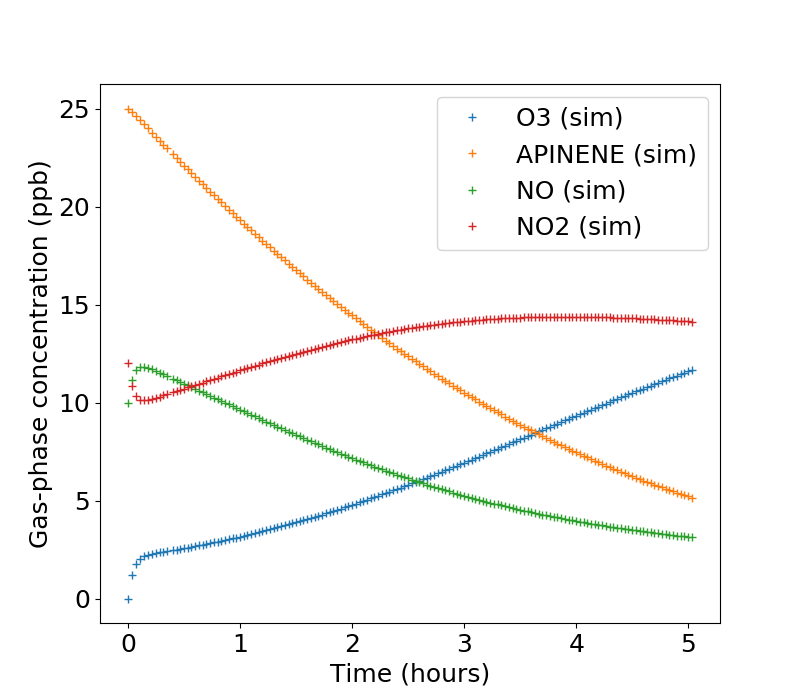 O3 (sim)
APINENE (sim)
NO (sim)
NO2 (sim)
Gas-phase concentration (ppb)
25
20
15
10
5
0
0 1 2 3 4 5
Time (hours)